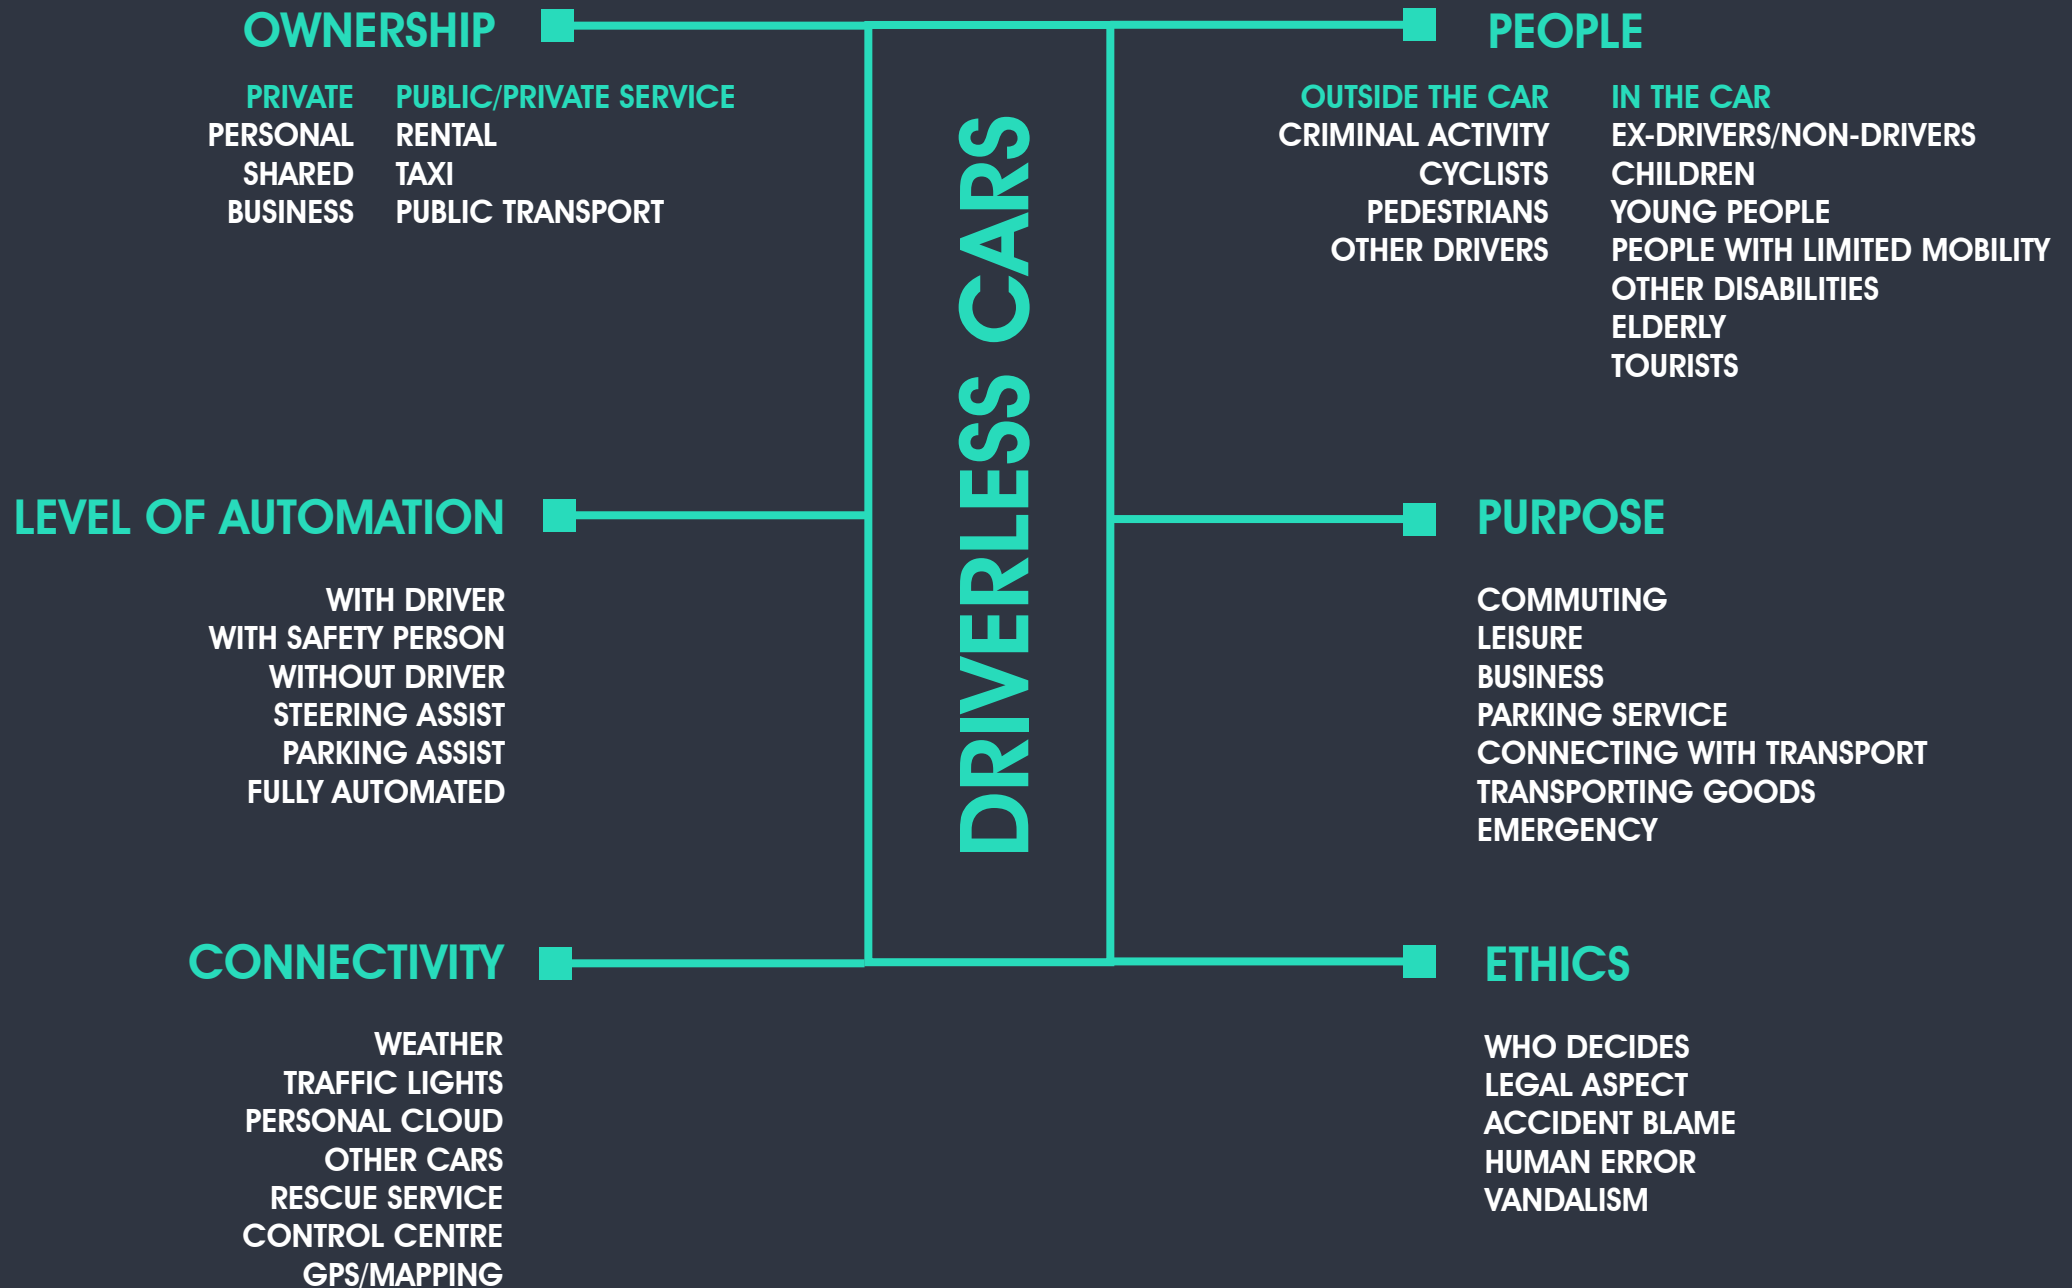 OWNERSHIP
PRIVATE
PERSONAL
SHARED
BUSINESS
PUBLIC/PRIVATE SERVICE
RENTAL
TAXI
PUBLIC TRANSPORT
LEVEL OF AUTOMATION
WITH DRIVER
WITH SAFETY PERSON
WITHOUT DRIVER
STEERING ASSIST
PARKING ASSIST
FULLY AUTOMATED
CONNECTIVITY
WEATHER
TRAFFIC LIGHTS
PERSONAL CLOUD
OTHER CARS
RESCUE SERVICE
CONTROL CENTRE
GPS/MAPPING
DRIVERLESS CARS
PEOPLE
OUTSIDE THE CAR
CRIMINAL ACTIVITY
CYCLISTS
PEDESTRIANS
OTHER DRIVERS
IN THE CAR
EX-DRIVERS/NON-DRIVERS
CHILDREN
YOUNG PEOPLE
PEOPLE WITH LIMITED MOBILITY
OTHER DISABILITIES
ELDERLY
TOURISTS
PURPOSE
COMMUTING
LEISURE
BUSINESS
PARKING SERVICE
CONNECTING WITH TRANSPORT
TRANSPORTING GOODS
EMERGENCY
ETHICS
WHO DECIDES
LEGAL ASPECT
ACCIDENT BLAME
HUMAN ERROR
VANDALISM